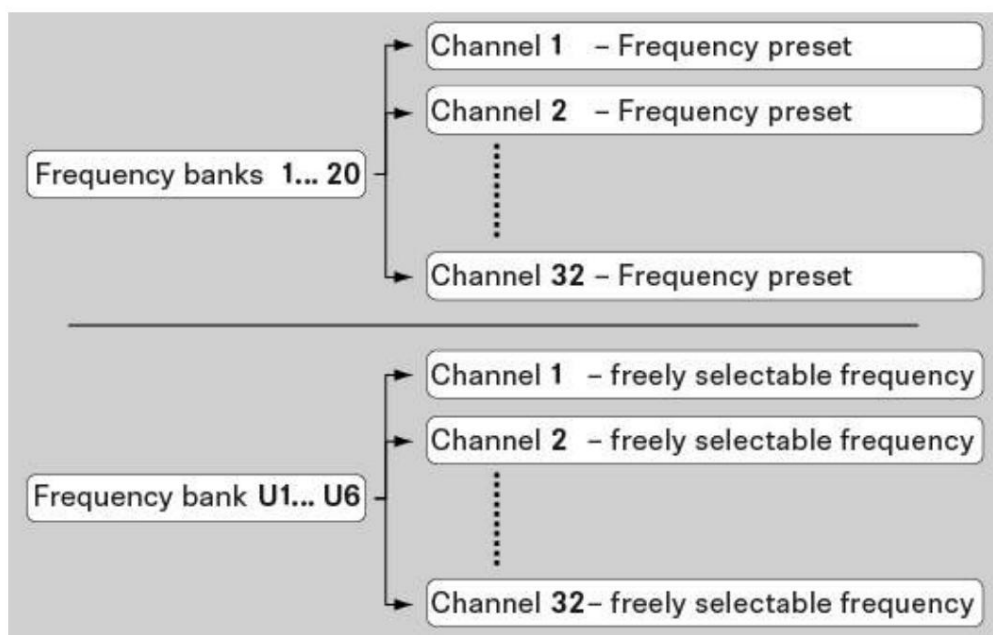 Channel 1 – Frequency preset
Channel 2 – Frequency preset
Frequency banks 1... 20
Channel 32 – Frequency preset
Channel 1 – freely selectable frequency
Channel 2 – freely selectable frequency
Frequency bank U1... U6
Channel 32– freely selectable frequency